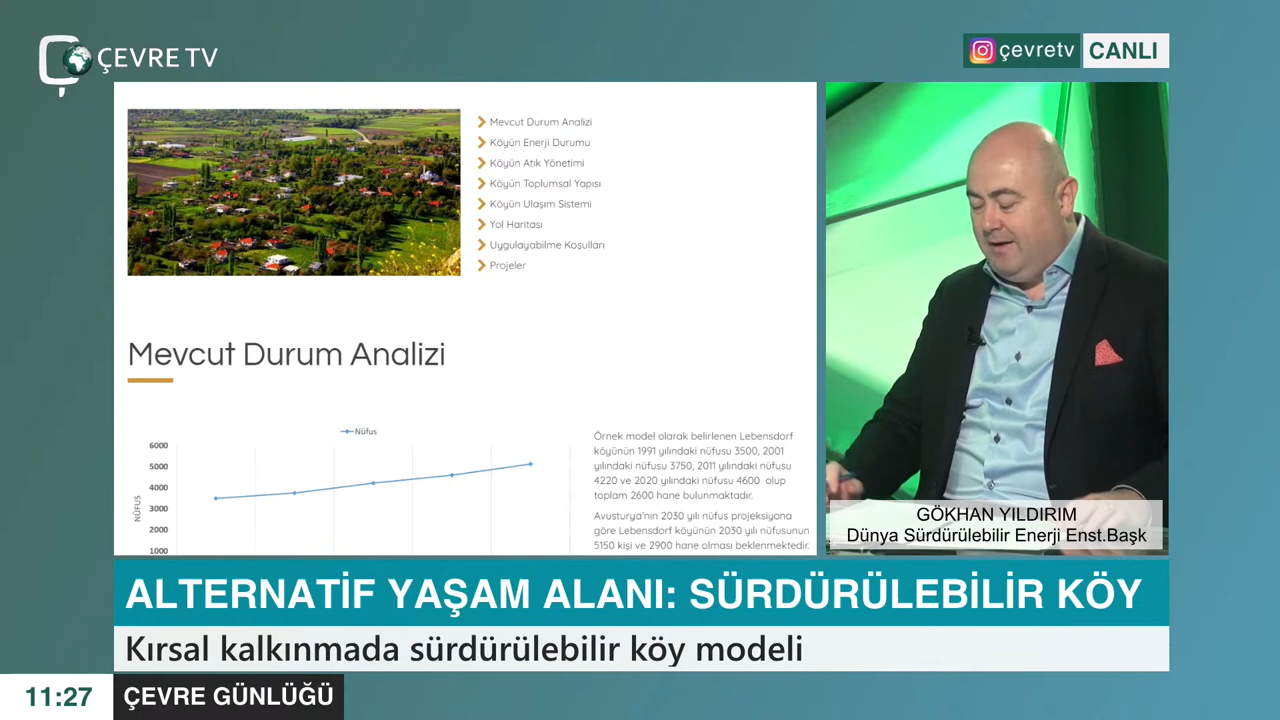 ÇEVRE TV
çevretv
CANLI
Mevcut Durum Analizi
Köyün Enerji Durumu
Köyün Atık Yönetimi
Köyün Toplumsal Yapısı
Köyün Ulaşım Sistemi
Yol Haritası
Uygulayabilme Koşulları
Projeler
Mevcut Durum Analizi
Nüfus
6000
5000
4000
3000
2000
1000
NÜFUS
Örnek model olarak belirlenen Lebensdorf
köyünün 1991 yılındaki nüfusu 3500, 2001
yılındaki nüfusu 3750, 2011 yılındaki nüfusu
4220 ve 2020 yılındaki nüfusu 4600 olup
toplam 2600 hane bulunmaktadır.
Avusturya'nın 2030 yılı nüfus projeksiyona
göre Lebensdorf köyünün 2030 yılı nüfusunun
5150 kişi ve 2900 hane olması beklenmektedir.
GÖKHAN YILDIRIM
Dünya Sürdürülebilir Enerji Enst.Başk
ALTERNATİF YAŞAM ALANI: SÜRDÜRÜLEBİLİR KÖY
Kırsal kalkınmada sürdürülebilir köy modeli
11:27
ÇEVRE GÜNLÜĞÜ